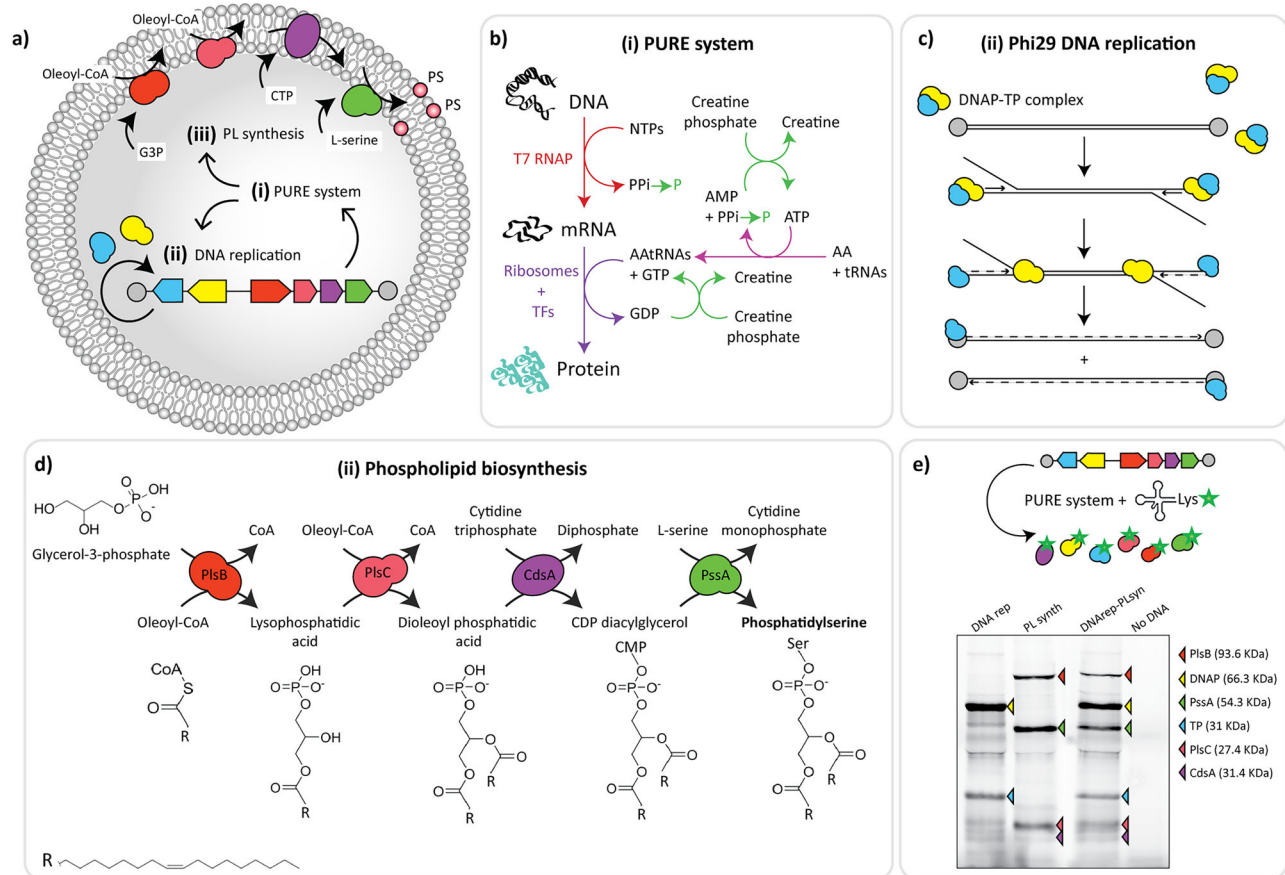 a)
Oleoyl-CoA
Oleoyl-CoA
CTP
PS
PS
G3P
L-serine
(iii) PL synthesis
(i) PURE system
(ii) DNA replication
b)
(i) PURE system
DNA
NTPs
T7 RNAP
PPi
P
mRNA
Ribosomes
+
TFs
Protein
Creatine
phosphate
Creatine
AMP
+ PPi
P
ATP
AAtRNAs
+ GTP
AA
+ tRNAs
GDP
Creatine
Creatine
phosphate
c)
(ii) Phi29 DNA replication
DNAP-TP complex
+
d)
(ii) Phospholipid biosynthesis
HO
OH
O
P
O
O-
OH
Glycerol-3-phosphate
CoA
Oleoyl-CoA
CoA
Cytidine
triphosphate
Diphosphate
L-serine
Cytidine
monophosphate
PlsB
PlsC
CdsA
PssA
Oleoyl-CoA
Lysophosphatidic
acid
Dioleoyl phosphatidic
acid
CDP diacylglycerol
Phosphatidylserine
CoA
S
O
R
OH
O=P-O-
O
OH
O
O
R
OH
O=P-O-
O
O
O
R
O
O
R
CMP
O
O=P-O-
O
O
O
R
O
O
R
Ser
O
O=P-O-
O
O
O
R
O
O
R
R
e)
PURE system +
Lys
DNA rep
PL synth
DNArep-PLsyn
No DNA
PlsB (93.6 KDa)
DNAP (66.3 KDa)
PssA (54.3 KDa)
TP (31 KDa)
PlsC (27.4 KDa)
CdsA (31.4 KDa)